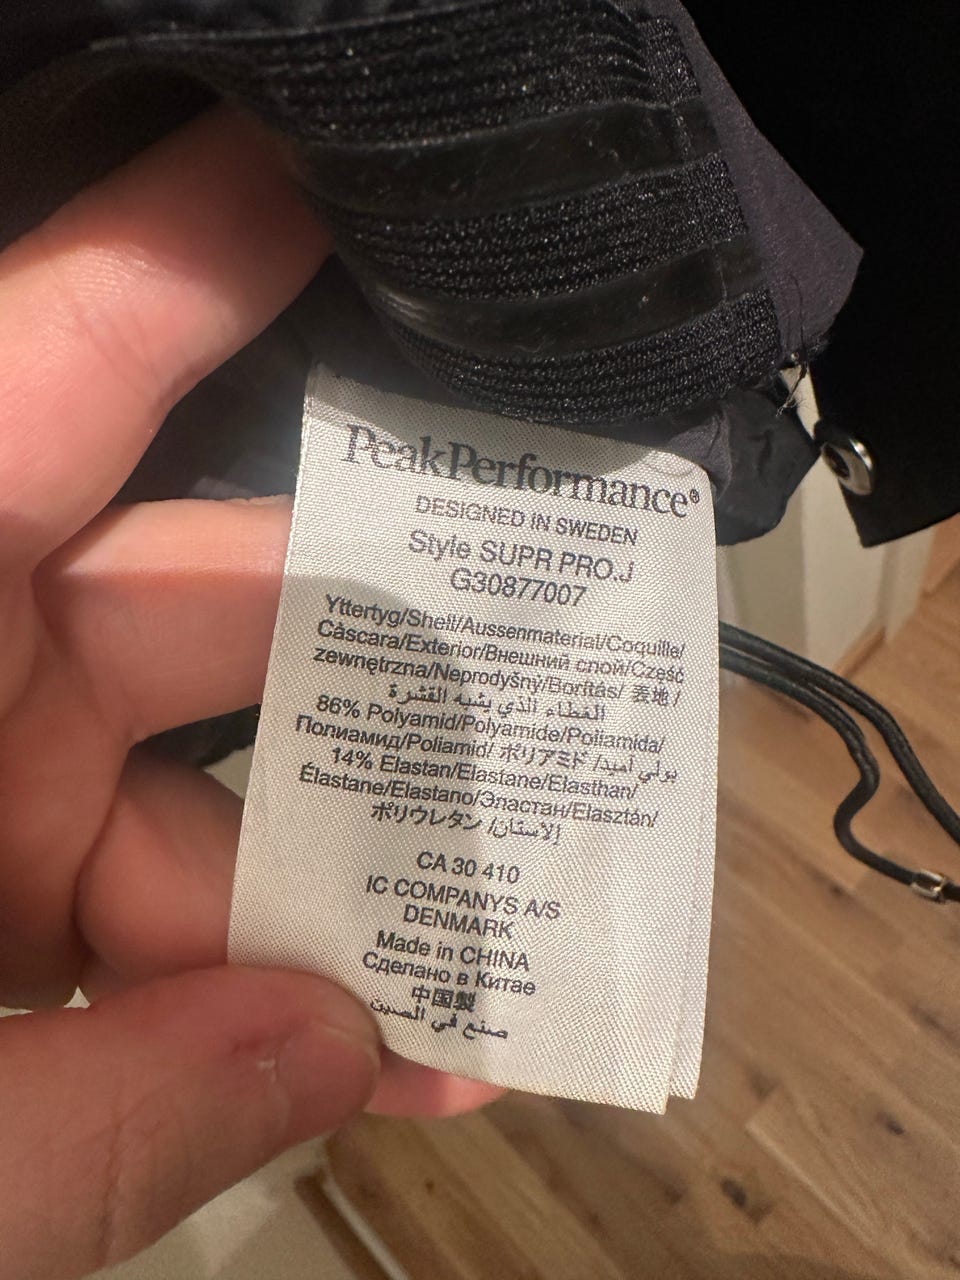 PeakPerformance®
DESIGNED IN SWEDEN
Style SUPR PRO.J
G30877007
Yttertyg/Shell/Aussenmaterial/Coquille/
Càscara/Exterior/Внешний слой/Część
zewnętrzna/Neprodyšný/Borítás/ 表地 /
الغطاء الذي يشبه القشرة
86% Polyamid/Polyamide/Poliamida/
Полиамид/Poliamid/ ポリアミド /بولي أميد
14% Elastan/Elastane/Elasthan/
Élastane/Elastano/Эластан/Elasztán/
ポリウレタン /الاستان
CA 30 410
IC COMPANYS A/S
DENMARK
Made in CHINA
Сделано в Китае
中国製
صنع في الصين